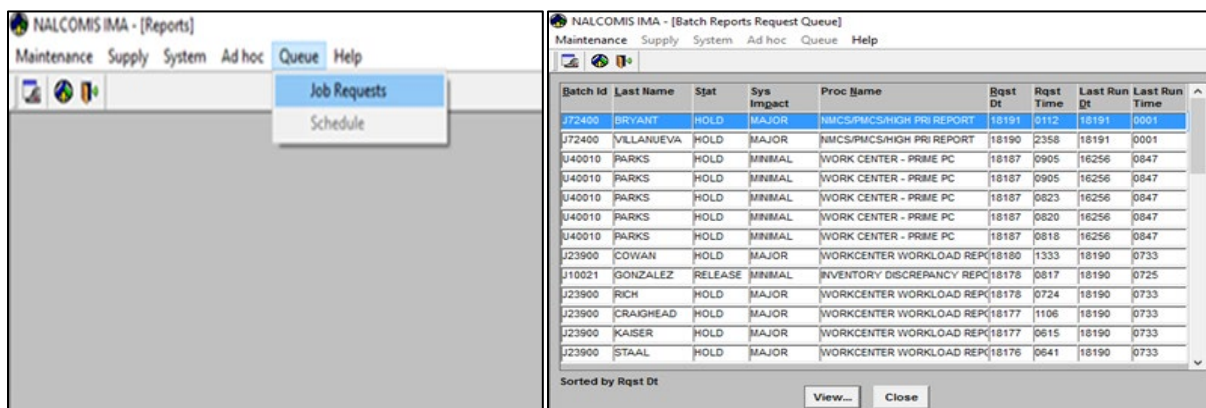 NALCOMIS IMA - [Reports]
Maintenance Supply System Ad hoc Queue Help
Job Requests
Schedule
NALCOMIS IMA - [Batch Reports Request Queue]
Maintenance Supply System Ad hoc Queue Help
Batch Id Last Name Stat Sys Impact Proc Name Rqst Dt Rqst Time Last Run Dt Last Run Time
J72400 BRYANT HOLD MAJOR NMCS/PMCS/HIGH PRI REPORT 18191 0112 18191 0001
J72400 VILLANUEVA HOLD MAJOR NMCS/PMCS/HIGH PRI REPORT 18190 2358 18191 0001
U40010 PARKS HOLD MINIMAL WORK CENTER - PRIME PC 18187 0905 16256 0847
U40010 PARKS HOLD MINIMAL WORK CENTER - PRIME PC 18187 0905 16256 0847
U40010 PARKS HOLD MINIMAL WORK CENTER - PRIME PC 18187 0823 16256 0847
U40010 PARKS HOLD MINIMAL WORK CENTER - PRIME PC 18187 0820 16256 0847
U40010 PARKS HOLD MINIMAL WORK CENTER - PRIME PC 18187 0818 16256 0847
J23900 COWAN HOLD MAJOR WORKCENTER WORKLOAD REPO 18180 1333 18190 0733
J10021 GONZALEZ RELEASE MINIMAL INVENTORY DISCREPANCY REPO 18178 0817 18190 0725
J23900 RICH HOLD MAJOR WORKCENTER WORKLOAD REPO 18178 0724 18190 0733
J23900 CRAIGHEAD HOLD MAJOR WORKCENTER WORKLOAD REPO 18177 1106 18190 0733
J23900 KAISER HOLD MAJOR WORKCENTER WORKLOAD REPO 18177 0615 18190 0733
J23900 STAAL HOLD MAJOR WORKCENTER WORKLOAD REPO 18176 0641 18190 0733
Sorted by Rqst Dt
View... Close